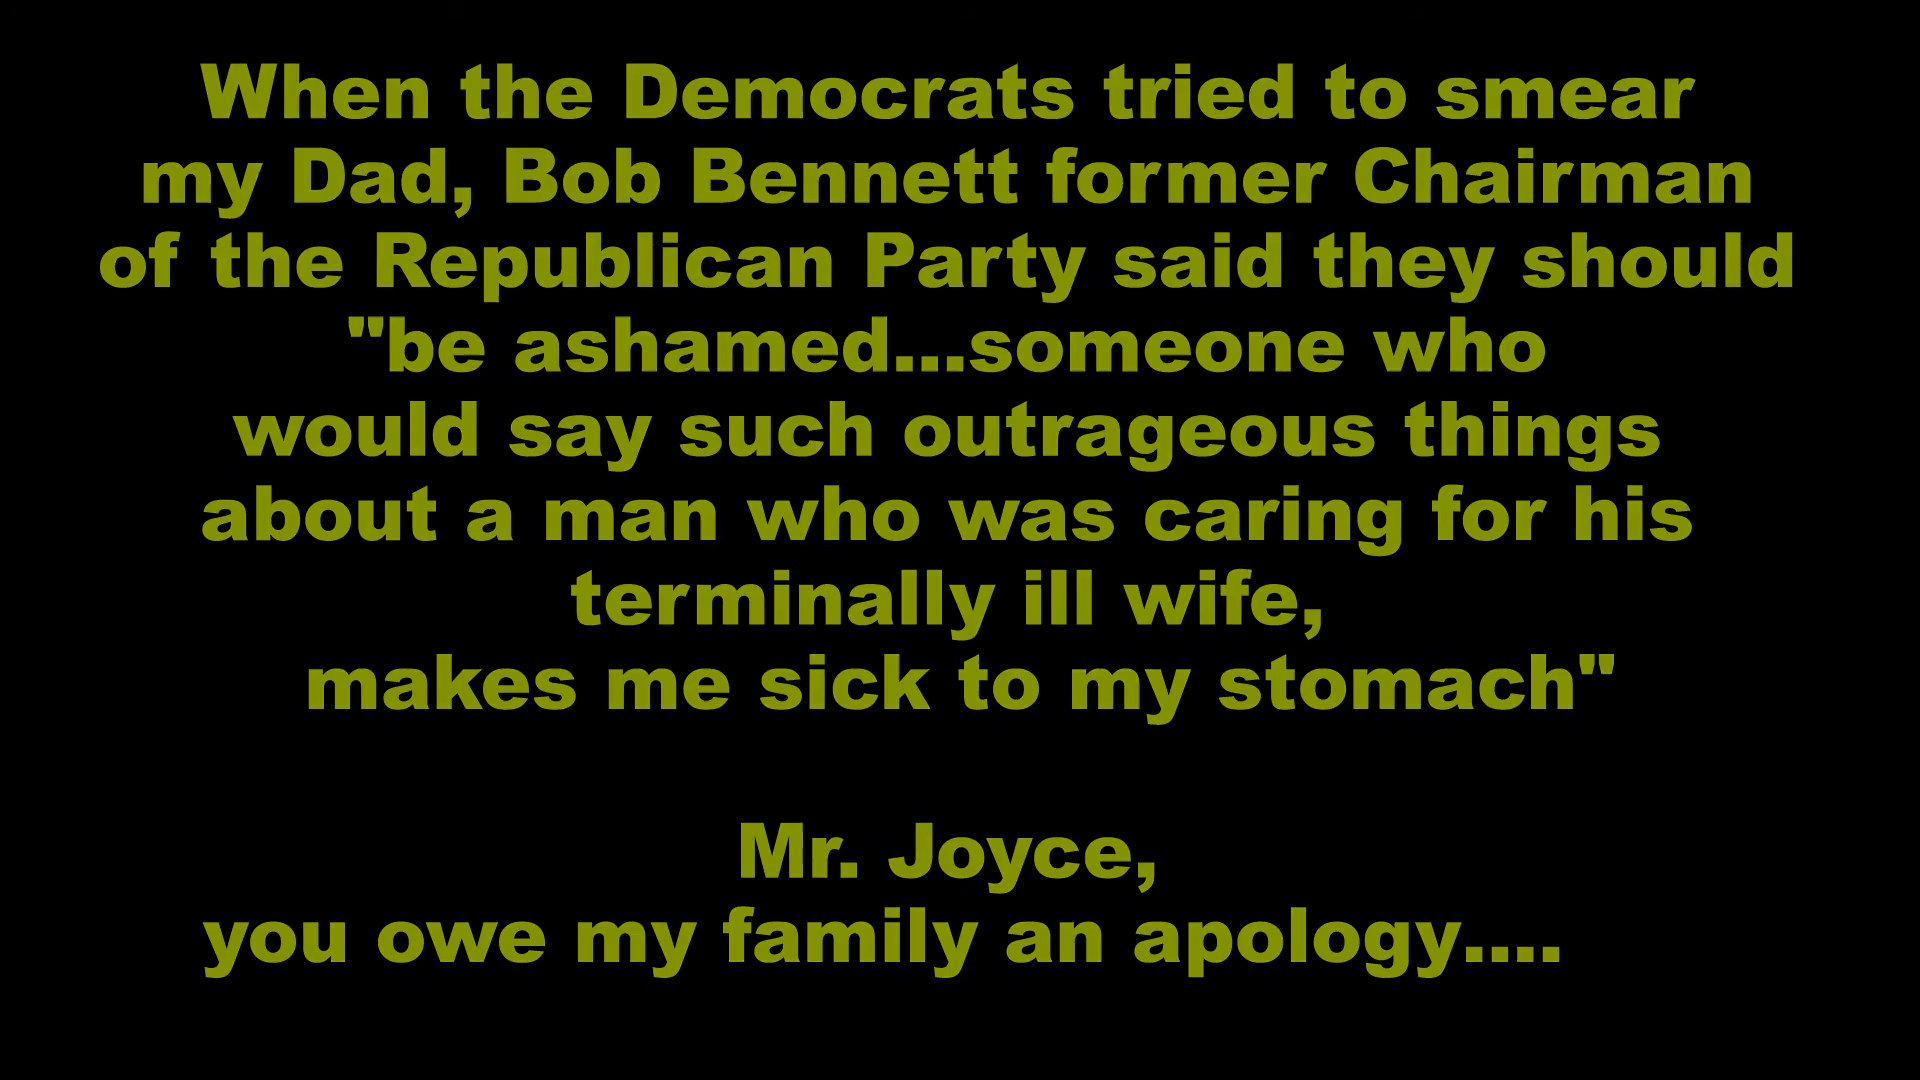 When the Democrats tried to smear
my Dad, Bob Bennett former Chairman
of the Republican Party said they should
"be ashamed...someone who
would say such outrageous things
about a man who was caring for his
terminally ill wife,
makes me sick to my stomach"
Mr. Joyce,
you owe my family an apology....